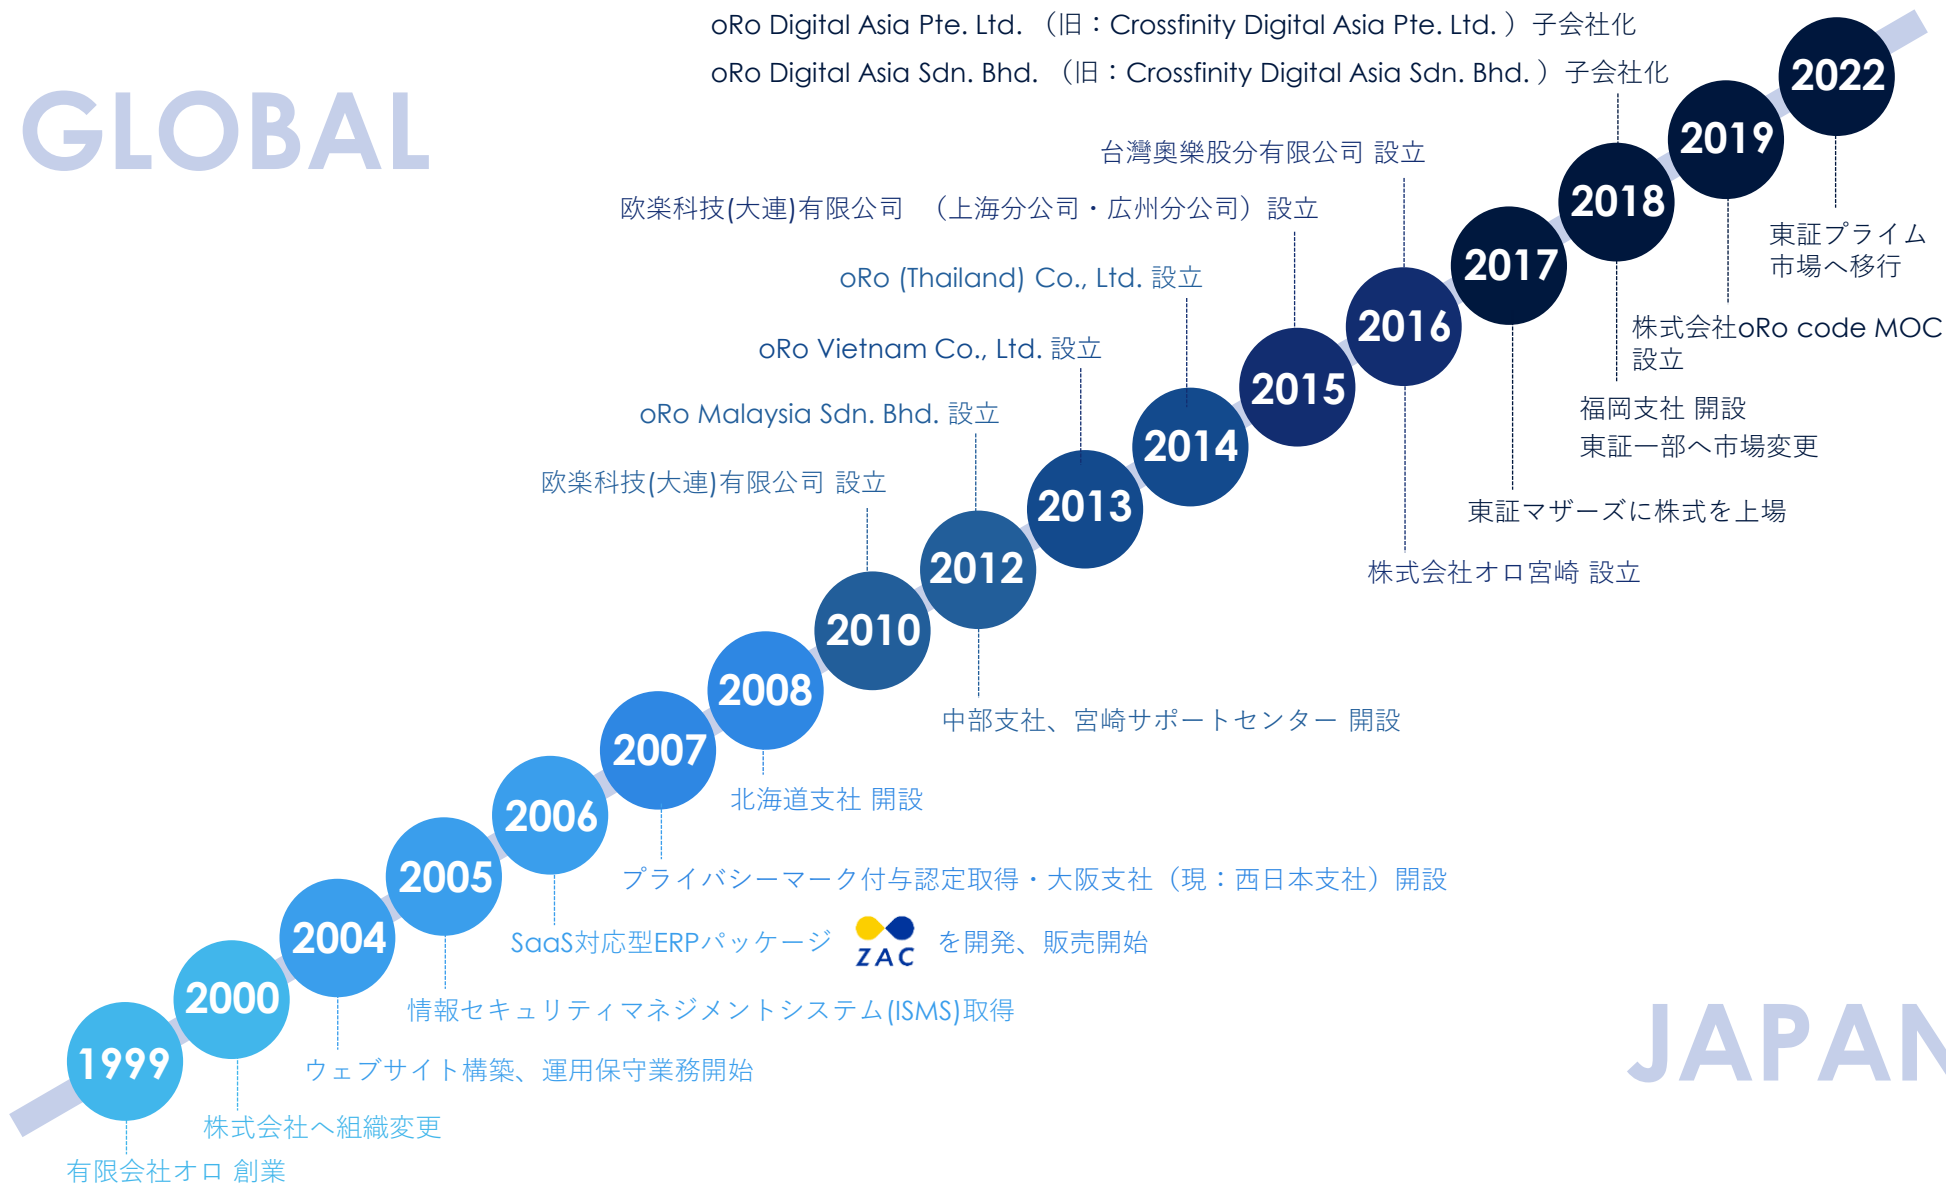 oRo Digital Asia Pte. Ltd. （旧：Crossfinity Digital Asia Pte. Ltd. ）子会社化
oRo Digital Asia Sdn. Bhd. （旧：Crossfinity Digital Asia Sdn. Bhd. ）子会社化
GLOBAL
2022
2019
台灣奧樂股分有限公司 設立
2018
欧楽科技(大連)有限公司 （上海分公司・広州分公司）設立
東証プライム
市場へ移行
2017
oRo (Thailand) Co., Ltd. 設立
2016
株式会社oRo code MOC
設立
oRo Vietnam Co., Ltd. 設立
2015
福岡支社 開設
東証一部へ市場変更
oRo Malaysia Sdn. Bhd. 設立
2014
欧楽科技(大連)有限公司 設立
2013
東証マザーズに株式を上場
2012
株式会社オロ宮崎 設立
2010
2008
中部支社、宮崎サポートセンター 開設
2007
北海道支社 開設
2006
2005
プライバシーマーク付与認定取得・大阪支社（現：西日本支社）開設
2004
SaaS対応型ERPパッケージ ZAC を開発、販売開始
2000
情報セキュリティマネジメントシステム(ISMS)取得
JAPAN
1999
ウェブサイト構築、運用保守業務開始
株式会社へ組織変更
有限会社オロ 創業